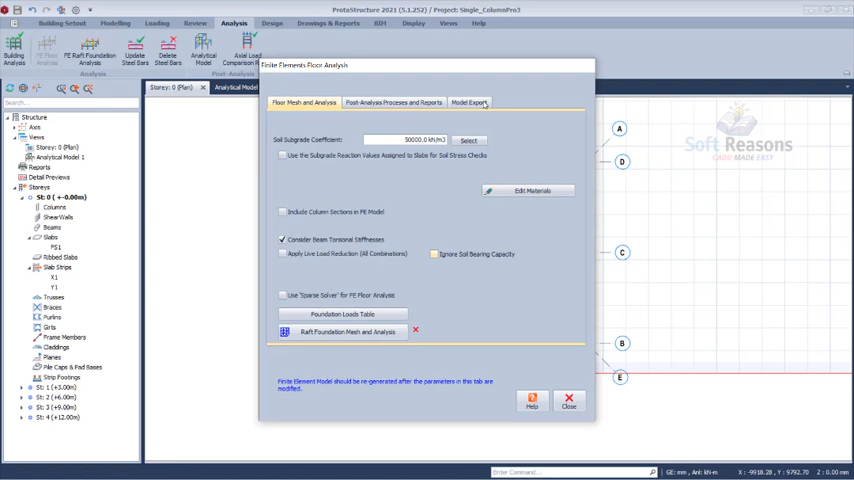 ProtaStructure 2021 (5.1.252) / Project: Single_ColumnPro3
Building Setout Modelling Loading Review Analysis Design Drawings & Reports BIM Display Views Help
Building Analysis
FE Floor Analysis
FE Raft Foundation Analysis
Update Steel Bars
Delete Steel Bars
Analytical Model
Axial Load Comparison R
Analysis
Post-Analysis
Storey: 0 (Plan)
Analytical Model
Search...
Structure
Axis
Views
Storey: 0 (Plan)
Analytical Model 1
Reports
Detail Previews
Storeys
St: 0 ( +-0.00m)
Columns
ShearWalls
Beams
Slabs
FS1
Ribbed Slabs
Slab Strips
X1
Y1
Trusses
Braces
Purlins
Girts
Frame Members
Claddings
Planes
Pile Caps & Pad Bases
Strip Footings
St: 1 (+3.00m)
St: 2 (+6.00m)
St: 3 (+9.00m)
St: 4 (+12.00m)
Finite Elements Floor Analysis
Floor Mesh and Analysis
Post-Analysis Proceses and Reports
Model Export
Soil Subgrade Coefficient: 50000.0 kN/m3 Select
Use the Subgrade Reaction Values Assigned to Slabs for Soil Stress Checks
Edit Materials
Include Column Sections in FE Model
Consider Beam Torsional Stiffnesses
Apply Live Load Reduction (All Combinations)
Ignore Soil Bearing Capacity
Use 'Sparse Solver' for FE Floor Analysis
Foundation Loads Table
Raft Foundation Mesh and Analysis
Finite Element Model should be re-generated after the parameters in this tab are
modified.
Help
Close
A
D
C
B
E
Soft Reasons
CADD MADE EASY
Enter Command...
GE: mm, Anl: kN-m
X : -9918.28
Y : 9792.70
Z : 0.00 mm